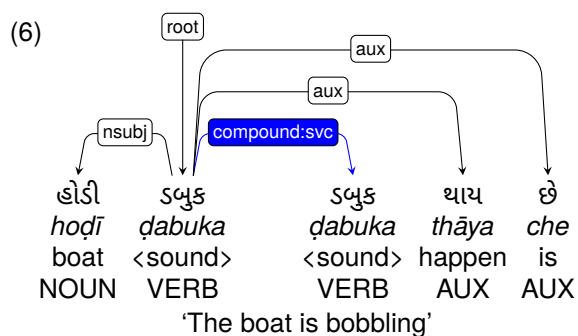 (6)
root
aux
aux
nsubj compound:svc
હોડી ડબુક ડબુક થાય છે
hoḍī ḍabuka ḍabuka thāya che
boat <sound> <sound> happen is
NOUN VERB VERB AUX AUX
‘The boat is bobbling’